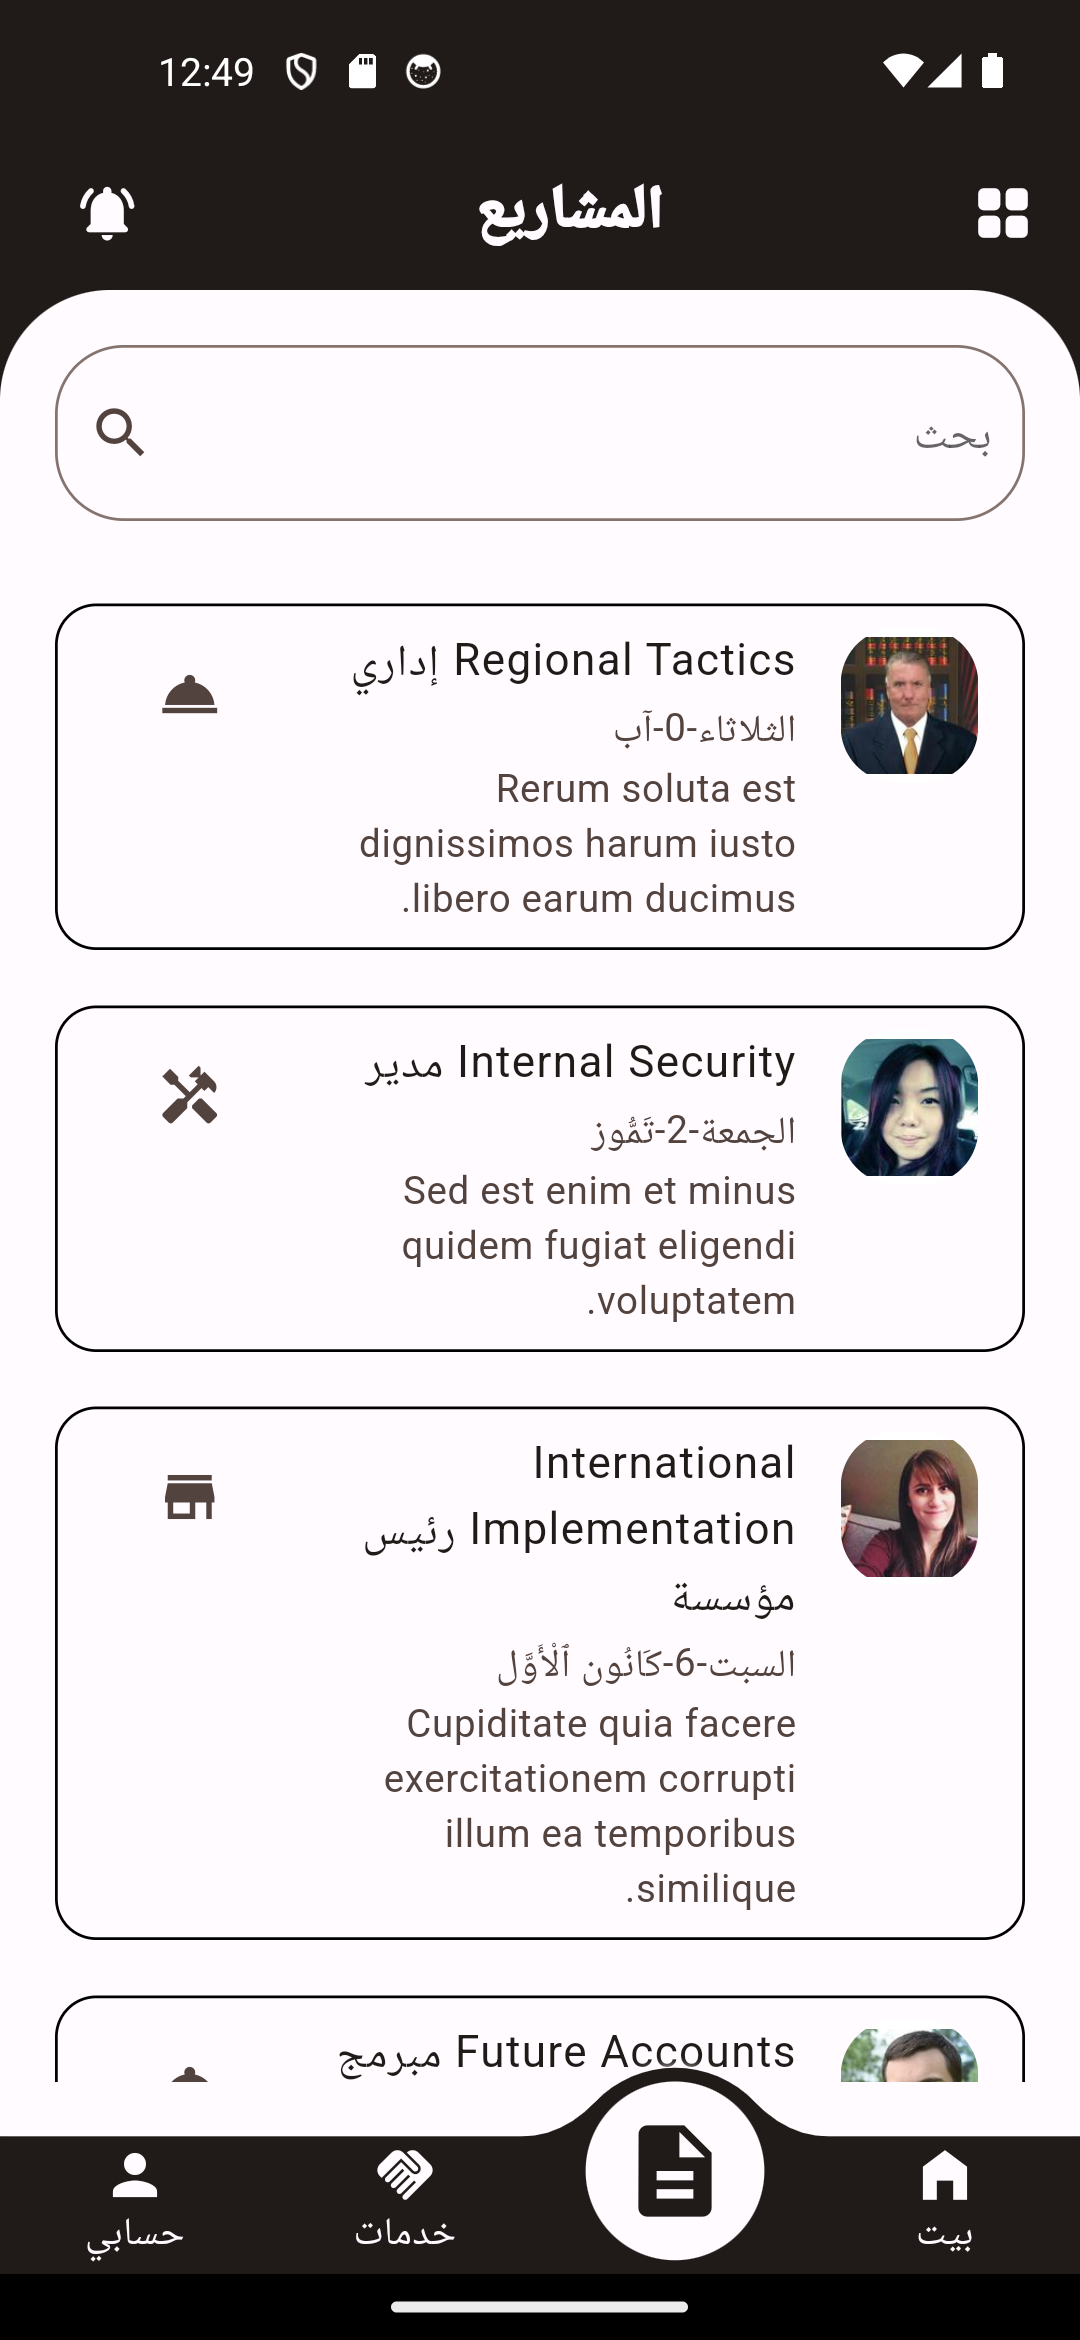 12:49
المشاريع
بحث
Regional Tactics إداري
الثلاثاء-0-آب
Rerum soluta est
dignissimos harum iusto
libero earum ducimus.
Internal Security مدير
الجمعة-2-تَمُّوز
Sed est enim et minus
quidem fugiat eligendi
voluptatem.
International
Implementation رئيس
مؤسسة
السبت-6-كَانُون ٱلْأَوَّل
Cupiditate quia facere
exercitationem corrupti
illum ea temporibus
similique.
Future Accounts مبرمج
بيت
خدمات
حسابي